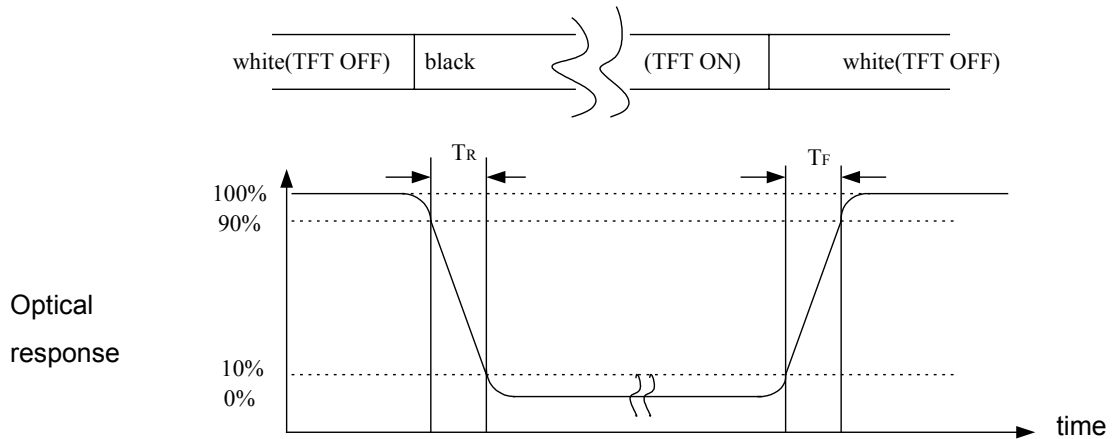 white(TFT OFF) black (TFT ON) white(TFT OFF)
TR TF
100%
90%
Optical
response
10%
0%
time